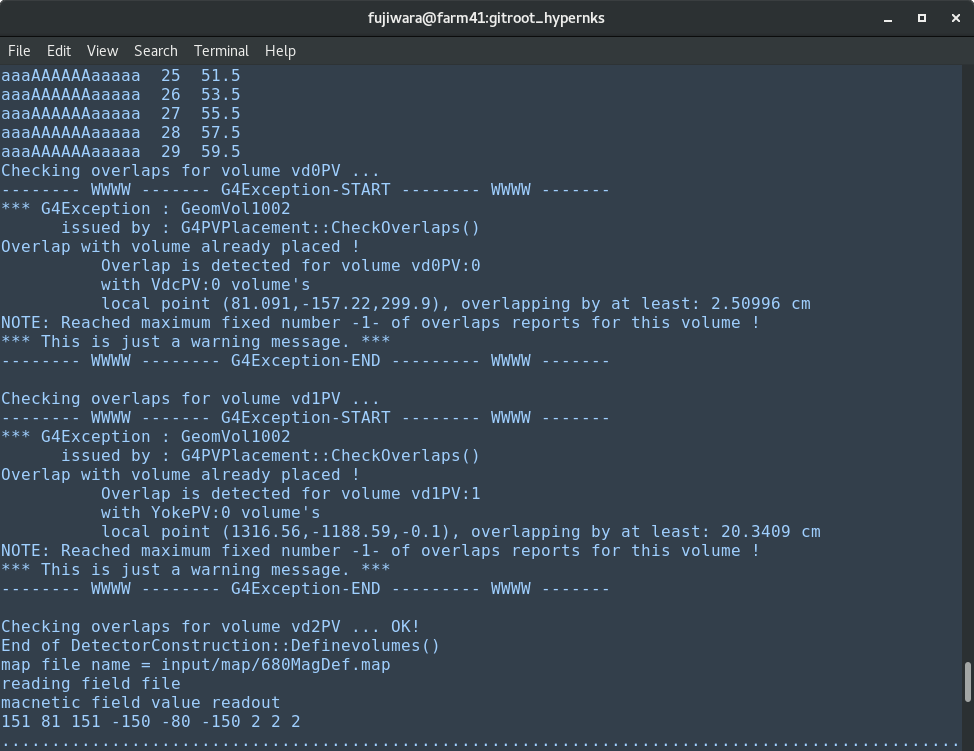 fujiwara@farm41:gitroot_hypernks
File Edit View Search Terminal Help
aaaAAAAAAaaaaa  25  51.5
aaaAAAAAAaaaaa  26  53.5
aaaAAAAAAaaaaa  27  55.5
aaaAAAAAAaaaaa  28  57.5
aaaAAAAAAaaaaa  29  59.5
Checking overlaps for volume vd0PV ...
-------- WWWW ------- G4Exception-START -------- WWWW -------
*** G4Exception : GeomVol1002
      issued by : G4PVPlacement::CheckOverlaps()
Overlap with volume already placed !
          Overlap is detected for volume vd0PV:0
          with VdcPV:0 volume's
          local point (81.091,-157.22,299.9), overlapping by at least: 2.50996 cm
NOTE: Reached maximum fixed number -1- of overlaps reports for this volume !
*** This is just a warning message. ***
-------- WWWW -------- G4Exception-END --------- WWWW -------

Checking overlaps for volume vd1PV ...
-------- WWWW ------- G4Exception-START -------- WWWW -------
*** G4Exception : GeomVol1002
      issued by : G4PVPlacement::CheckOverlaps()
Overlap with volume already placed !
          Overlap is detected for volume vd1PV:1
          with YokePV:0 volume's
          local point (1316.56,-1188.59,-0.1), overlapping by at least: 20.3409 cm
NOTE: Reached maximum fixed number -1- of overlaps reports for this volume !
*** This is just a warning message. ***
-------- WWWW -------- G4Exception-END --------- WWWW -------

Checking overlaps for volume vd2PV ... OK!
End of DetectorConstruction::Definevolumes()
map file name = input/map/680MagDef.map
reading field file
macnetic field value readout
151 81 151 -150 -80 -150 2 2 2
................................................................................................